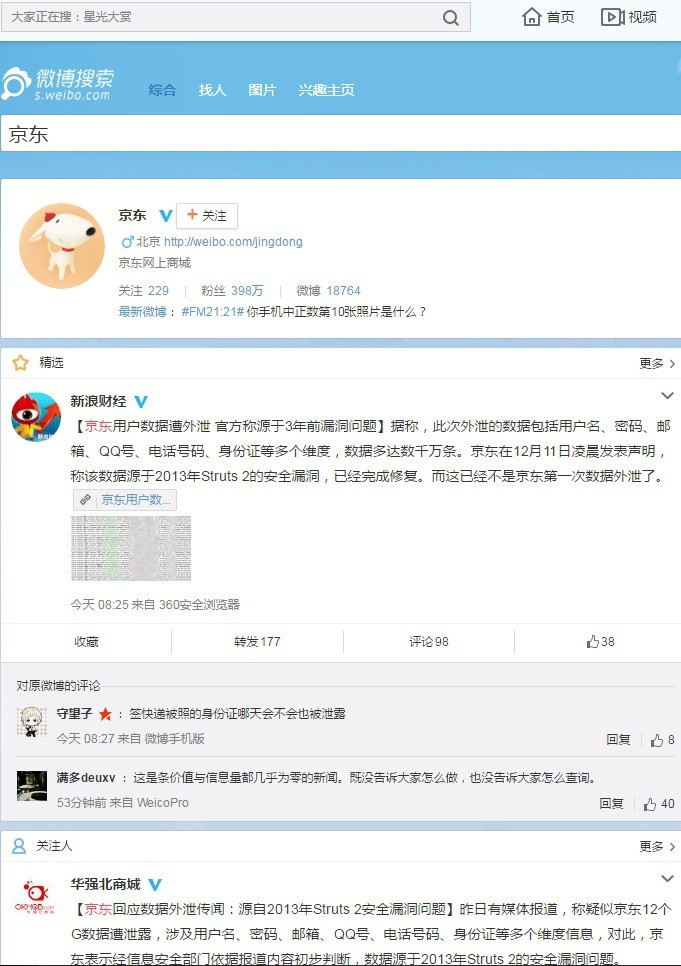 大家正在搜：星光大赏
首页
视频
微博搜索
s.weibo.com
综合 找人 图片 兴趣主页
京东
京东 V + 关注
北京 http://weibo.com/jingdong
京东网上商城
关注 229 | 粉丝 398万 | 微博 18764
最新微博： #FM21:21# 你手机中正数第10张照片是什么？
精选
更多
新浪财经
【京东用户数据遭外泄 官方称源于3年前漏洞问题】据称，此次外泄的数据包括用户名、密码、邮
箱、QQ号、电话号码、身份证等多个维度，数据多达数千万条。京东在12月11日凌晨发表声明，
称该数据源于2013年Struts 2的安全漏洞，已经完成修复。而这已经不是京东第一次数据外泄了。
京东用户数...
今天 08:25 来自 360安全浏览器
收藏 转发177 评论98 38
对原微博的评论
守望子 ： 签快递被照的身份证哪天会不会也被泄露
今天 08:27 来自 微博手机版
回复 8
满多deuxv ： 这是条价值与信息量都几乎为零的新闻。既没告诉大家怎么做，也没告诉大家怎么查询。
53分钟前 来自 WeicoPro
回复 40
关注人
更多
华强北商城
【京东回应数据外泄传闻：源自2013年Struts 2安全漏洞问题】昨日有媒体报道，称疑似京东12个
G数据遭泄露，涉及用户名、密码、邮箱、QQ号、电话号码、身份证等多个维度信息，对此，京
东表示经信息安全部门依据报道内容初步判断，数据源于2013年Struts 2的安全漏洞问题。